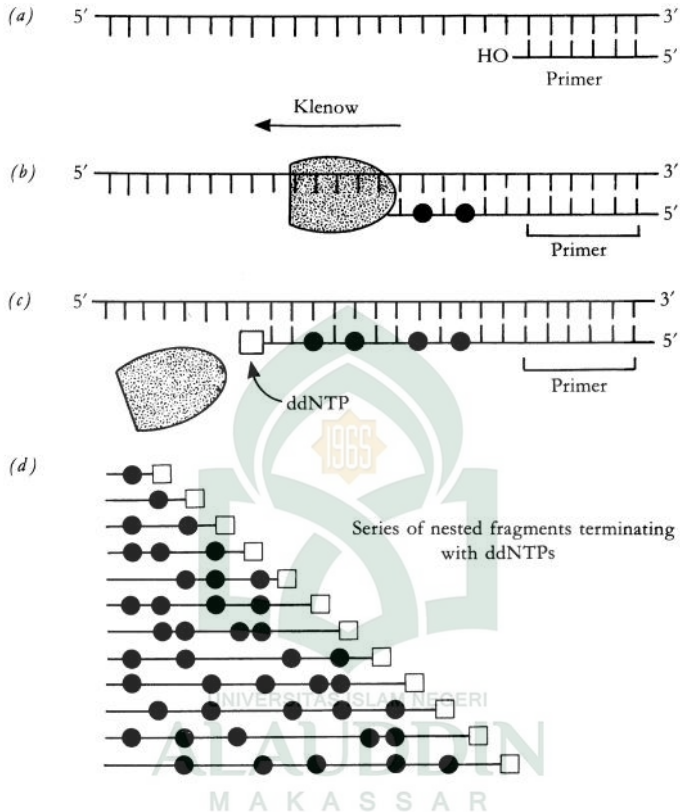 (a)
5′ 3′
HO 5′
Primer
Klenow
(b)
5′ 3′
5′
Primer
(c)
5′ 3′
5′
Primer
ddNTP
(d)
1965
Series of nested fragments terminating
with ddNTPs
UNIVERSITAS ISLAM NEGERI
ALAUDDIN
MAKASSAR